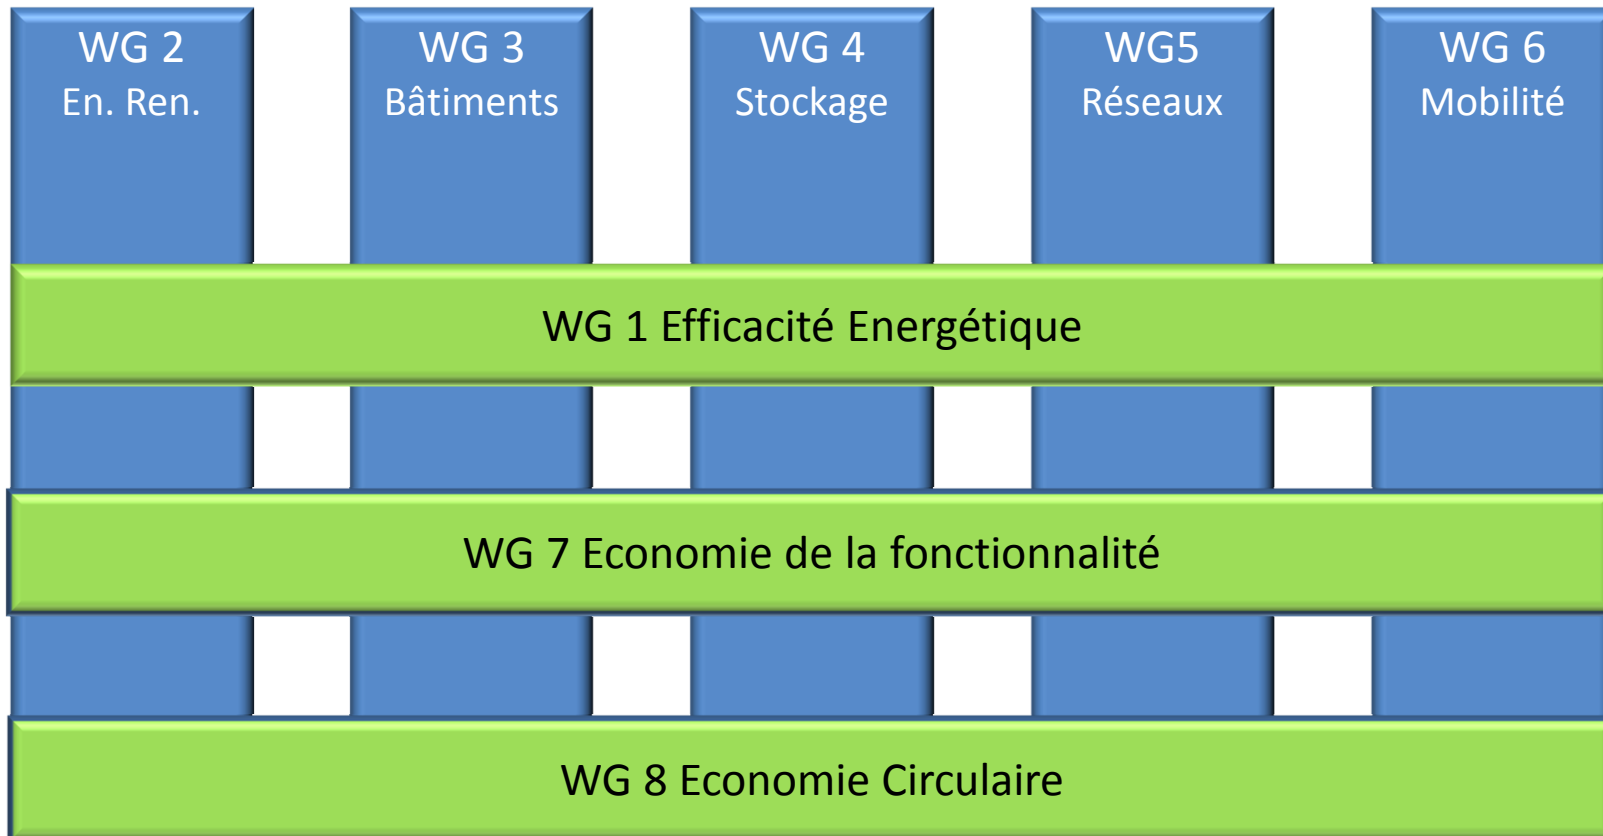 WG 2
En. Ren.
WG 3
Bâtiments
WG 4
Stockage
WG5
Réseaux
WG 6
Mobilité
WG 1 Efficacité Energétique
WG 7 Economie de la fonctionnalité
WG 8 Economie Circulaire